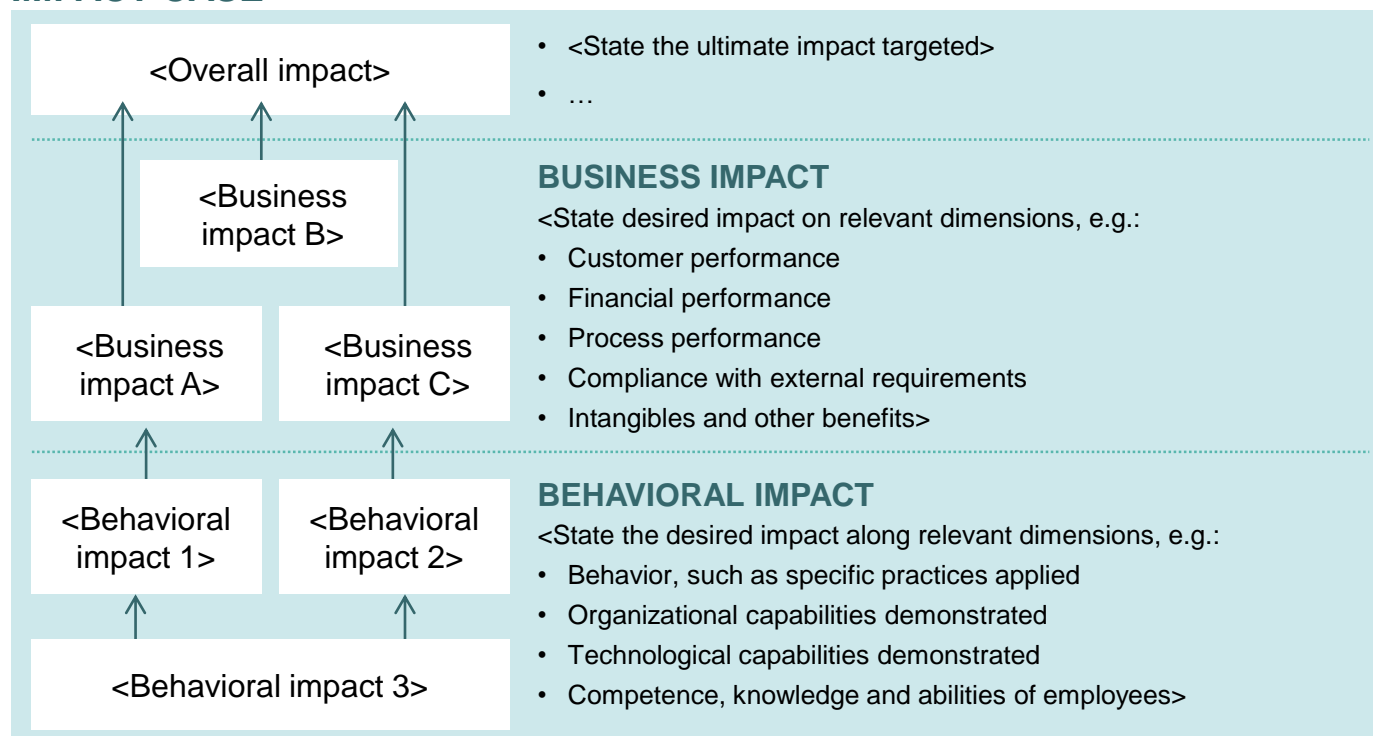 <Overall impact>
• <State the ultimate impact targeted>
• …
<Business
impact B>
<Business
impact A>
<Business
impact C>
BUSINESS IMPACT
<State desired impact on relevant dimensions, e.g.:
• Customer performance
• Financial performance
• Process performance
• Compliance with external requirements
• Intangibles and other benefits>
<Behavioral
impact 1>
<Behavioral
impact 2>
<Behavioral impact 3>
BEHAVIORAL IMPACT
<State the desired impact along relevant dimensions, e.g.:
• Behavior, such as specific practices applied
• Organizational capabilities demonstrated
• Technological capabilities demonstrated
• Competence, knowledge and abilities of employees>